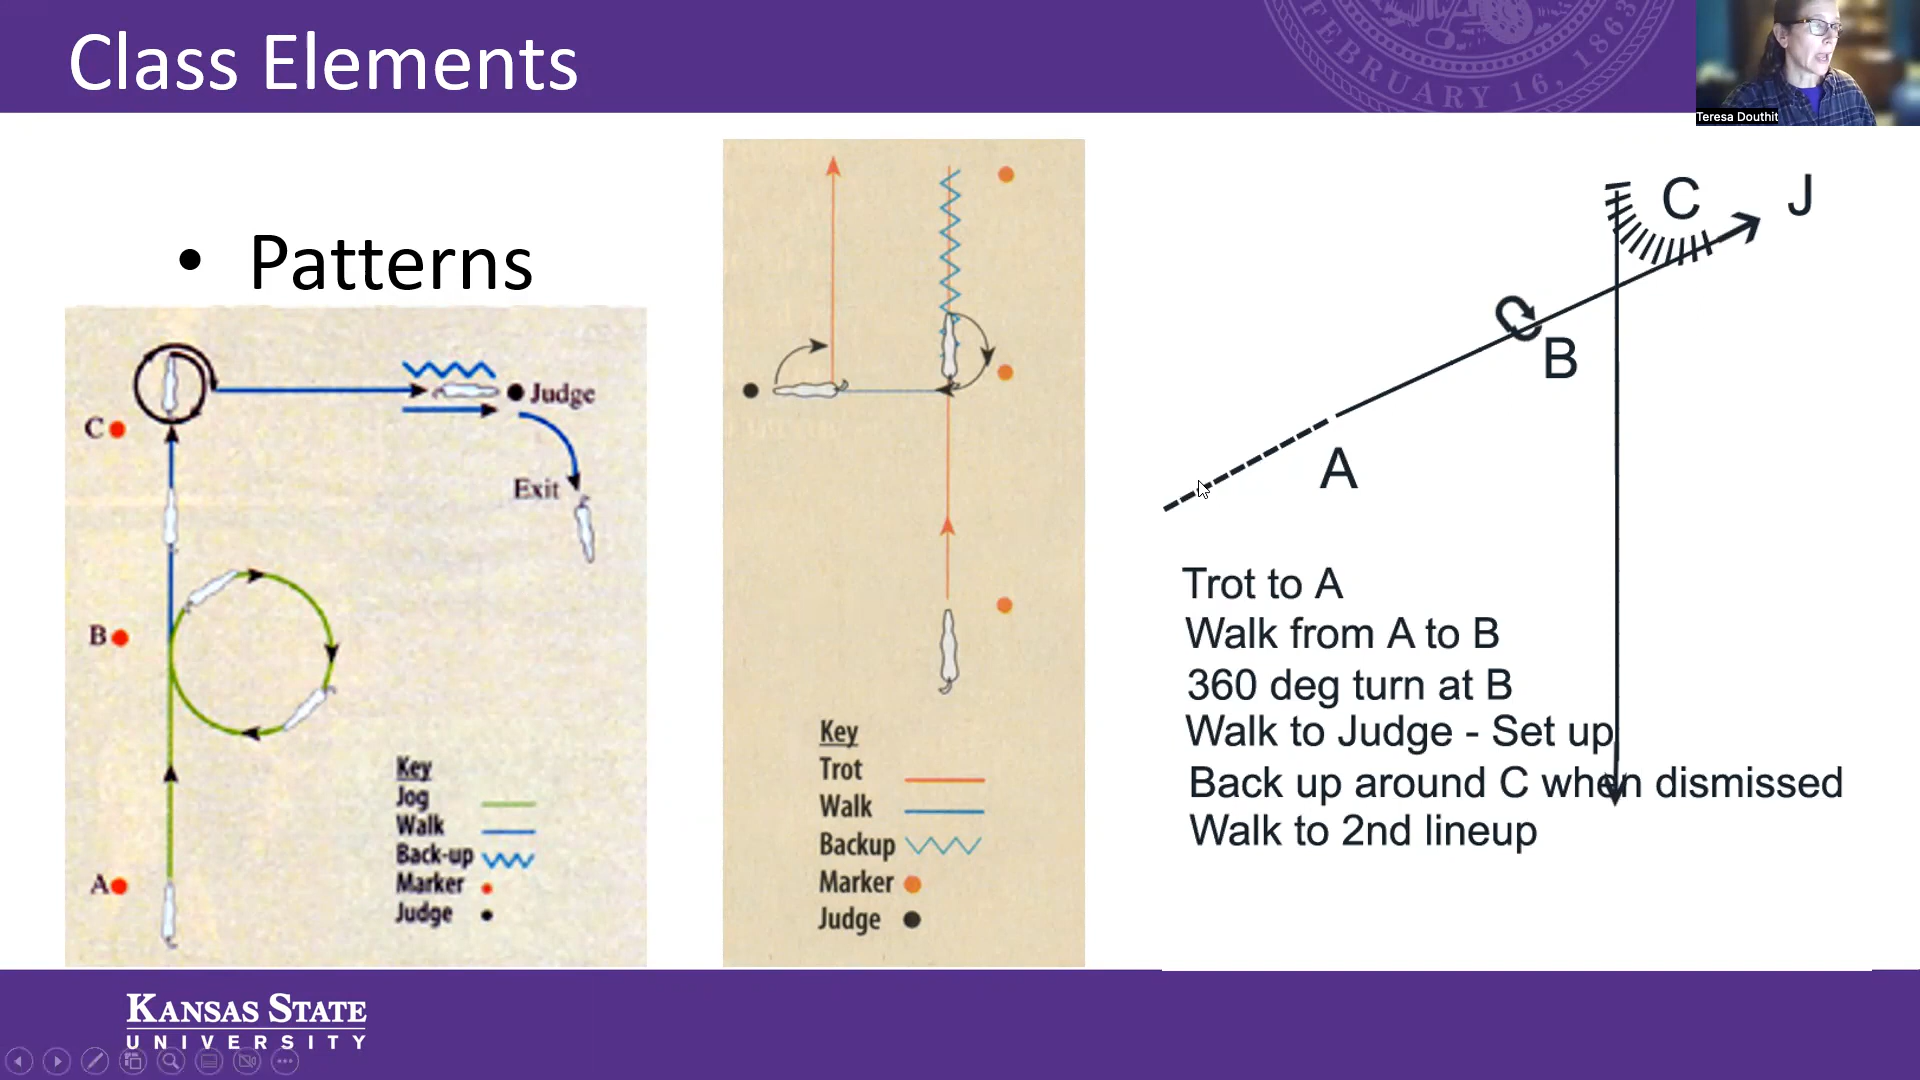 Class Elements
FEBRUARY 16, 1863
Teresa Douthit
• Patterns
C
Judge
Exit
B
A
Key
Jog
Walk
Back-up
Marker
Judge
Key
Trot
Walk
Backup
Marker
Judge
C J
B
A
Trot to A
Walk from A to B
360 deg turn at B
Walk to Judge - Set up
Back up around C when dismissed
Walk to 2nd lineup
KANSAS STATE
UNIVERSITY